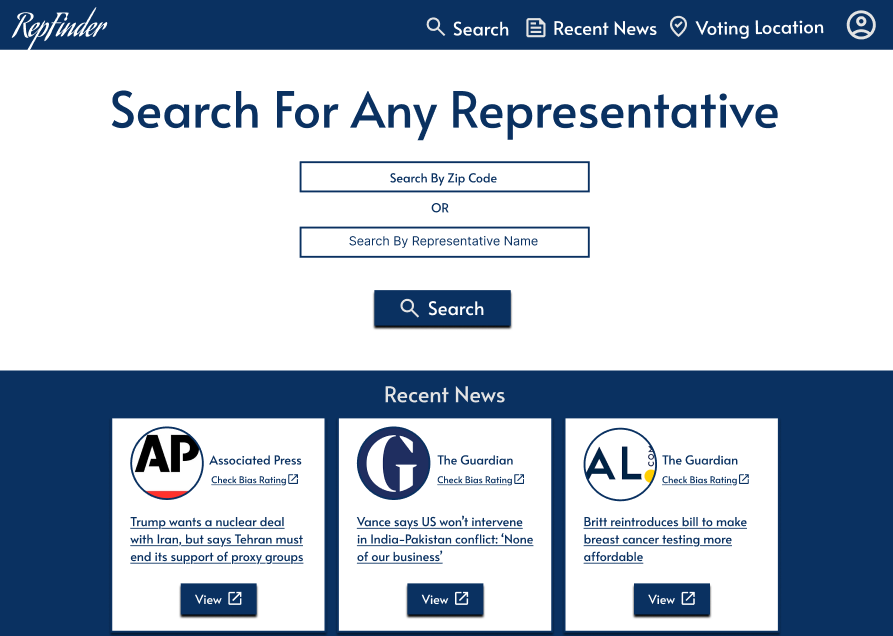 RepFinder
Search
Recent News
Voting Location
Search For Any Representative
Search By Zip Code
OR
Search By Representative Name
Search
Recent News
AP
Associated Press
Check Bias Rating
Trump wants a nuclear deal
with Iran, but says Tehran must
end its support of proxy groups
View
G
The Guardian
Check Bias Rating
Vance says US won't intervene
in India-Pakistan conflict: 'None
of our business'
View
AL.com
The Guardian
Check Bias Rating
Britt reintroduces bill to make
breast cancer testing more
affordable
View